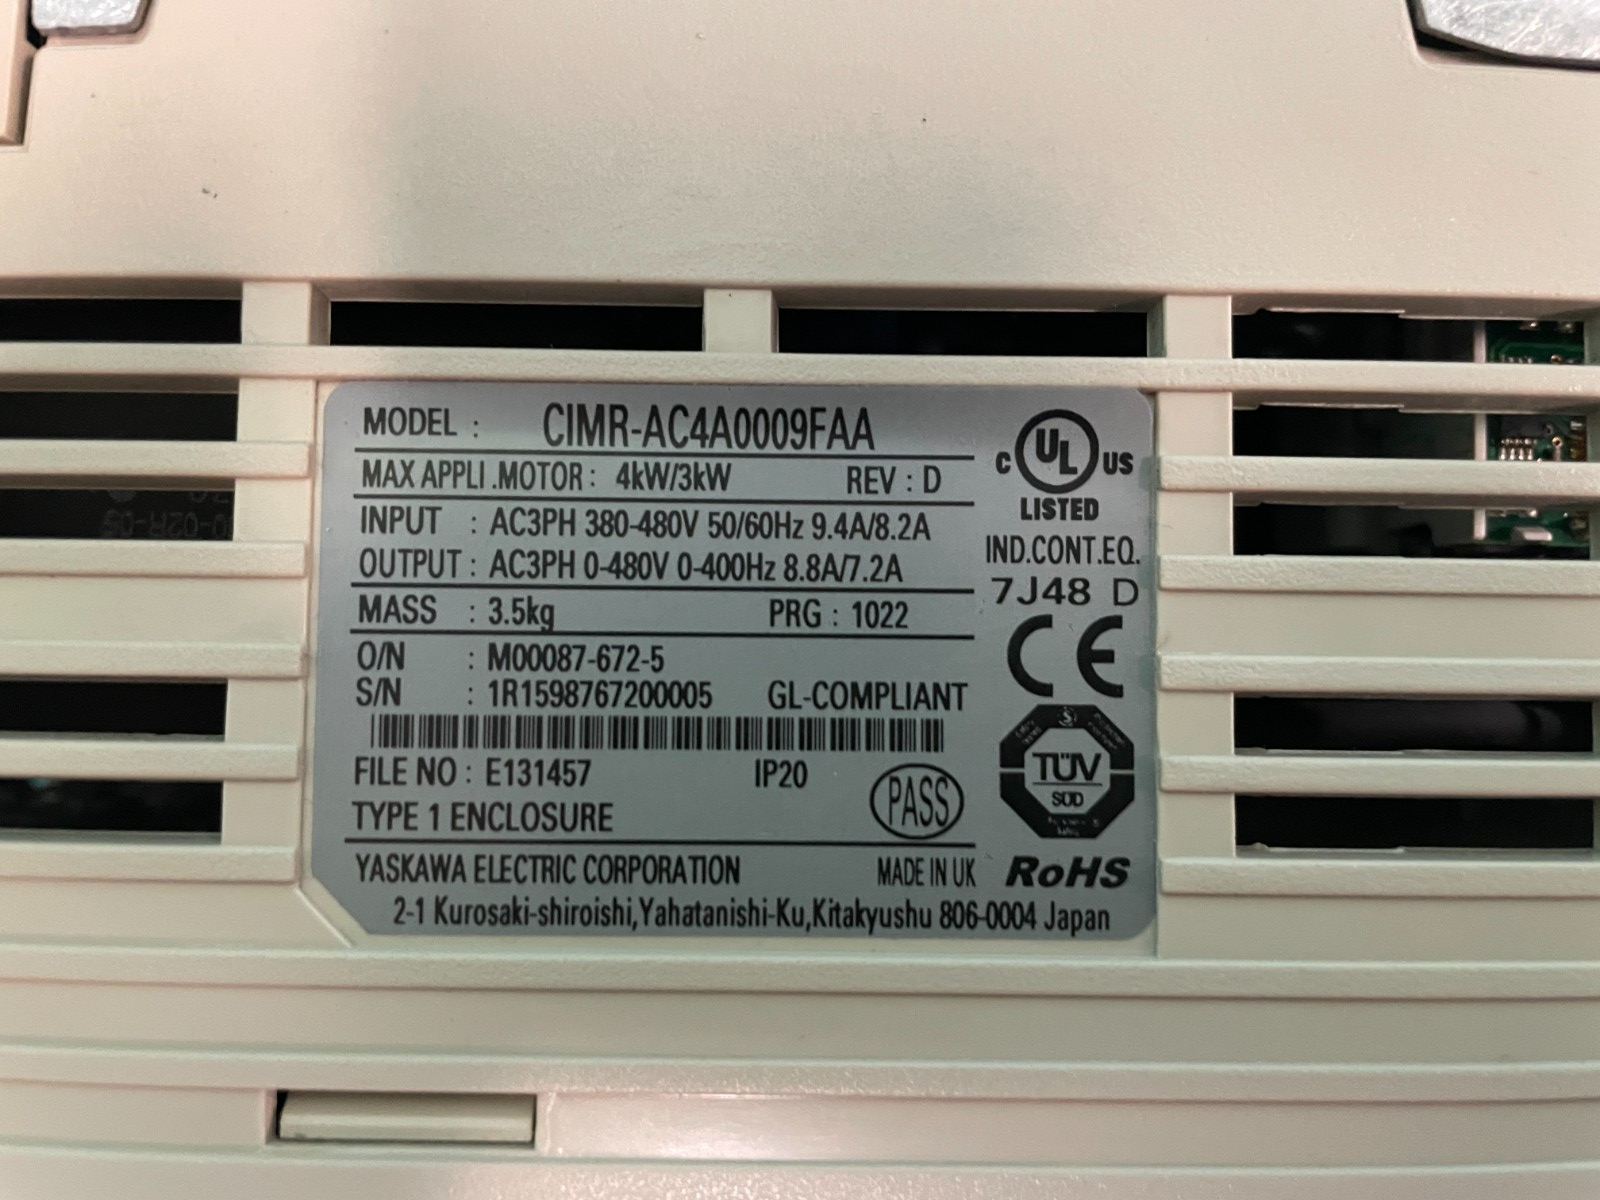 MODEL : CIMR-AC4A0009FAA
MAX APPLI.MOTOR : 4kW/3kW REV : D
INPUT : AC3PH 380-480V 50/60Hz 9.4A/8.2A
OUTPUT : AC3PH 0-480V 0-400Hz 8.8A/7.2A
MASS : 3.5kg PRG : 1022
O/N : M00087-672-5
S/N : 1R1598767200005 GL-COMPLIANT
FILE NO : E131457 IP20
TYPE 1 ENCLOSURE
PASS
YASKAWA ELECTRIC CORPORATION MADE IN UK
2-1 Kurosaki-shiroishi,Yahatanishi-Ku,Kitakyushu 806-0004 Japan
C UL US
LISTED
IND.CONT.EQ.
7J48 D
CE
TÜV
SÜD
RoHS